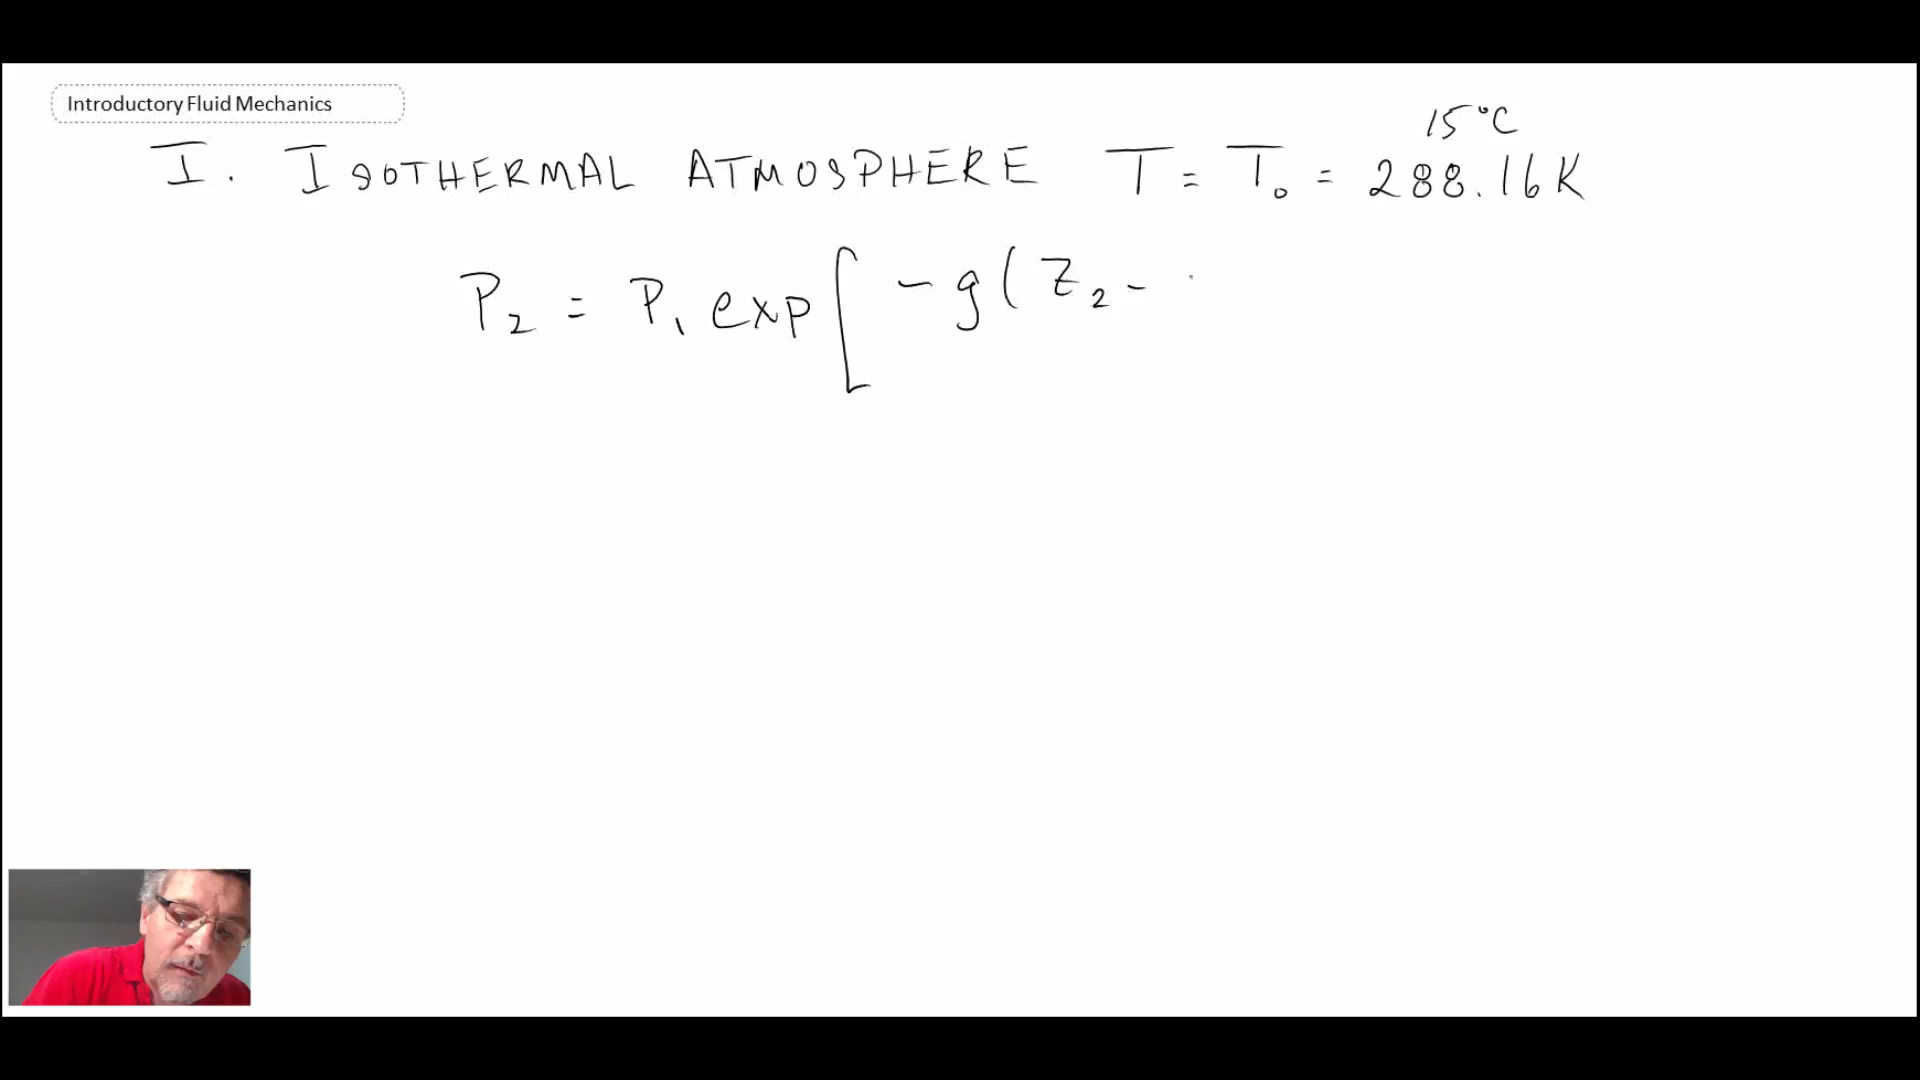 Introductory Fluid Mechanics
15°C
I. ISOTHERMAL ATMOSPHERE T = T₀ = 288.16K
P₂ = P₁ exp[ -g(Z₂ -